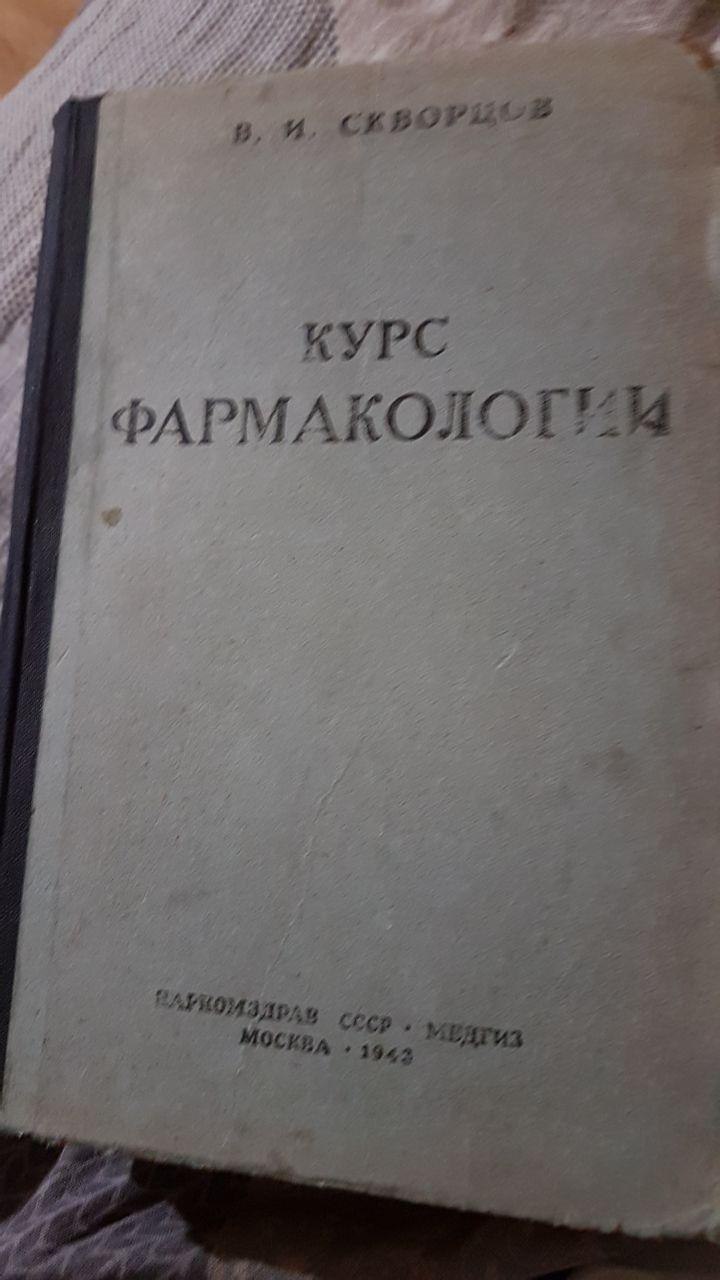 В. И. СКВОРЦОВ
КУРС
ФАРМАКОЛОГИИ
НАРКОМЗДРАВ СССР · МЕДГИЗ
МОСКВА · 1943